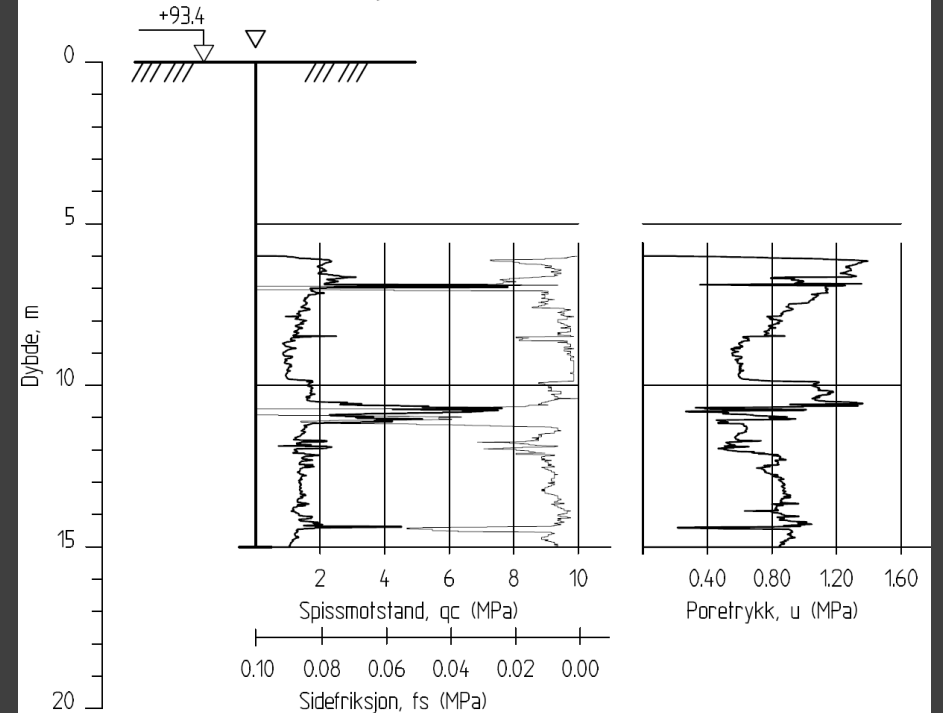 +93.4
0
5
10
15
20
Dybde, m
2 4 6 8 10
Spissmotstand, qc (MPa)
0.10 0.08 0.06 0.04 0.02 0.00
Sidefriksjon, fs (MPa)
0.40 0.80 1.20 1.60
Poretrykk, u (MPa)